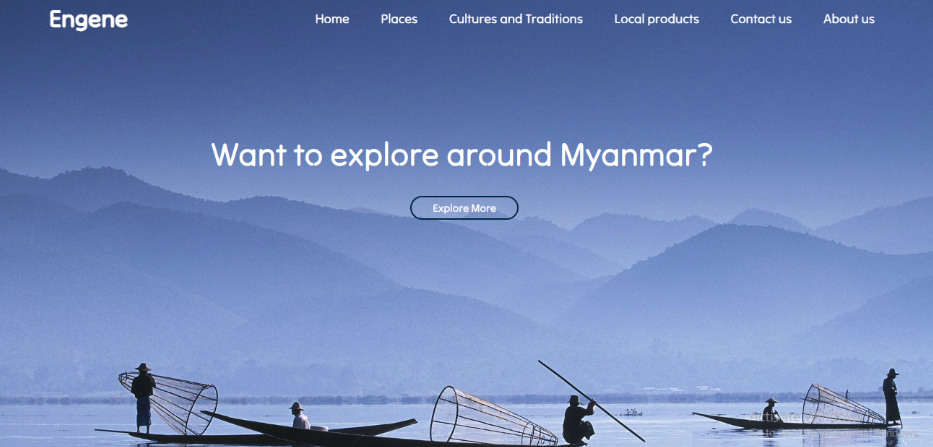 Engene
Home Places Cultures and Traditions Local products Contact us About us
Want to explore around Myanmar?
Explore More